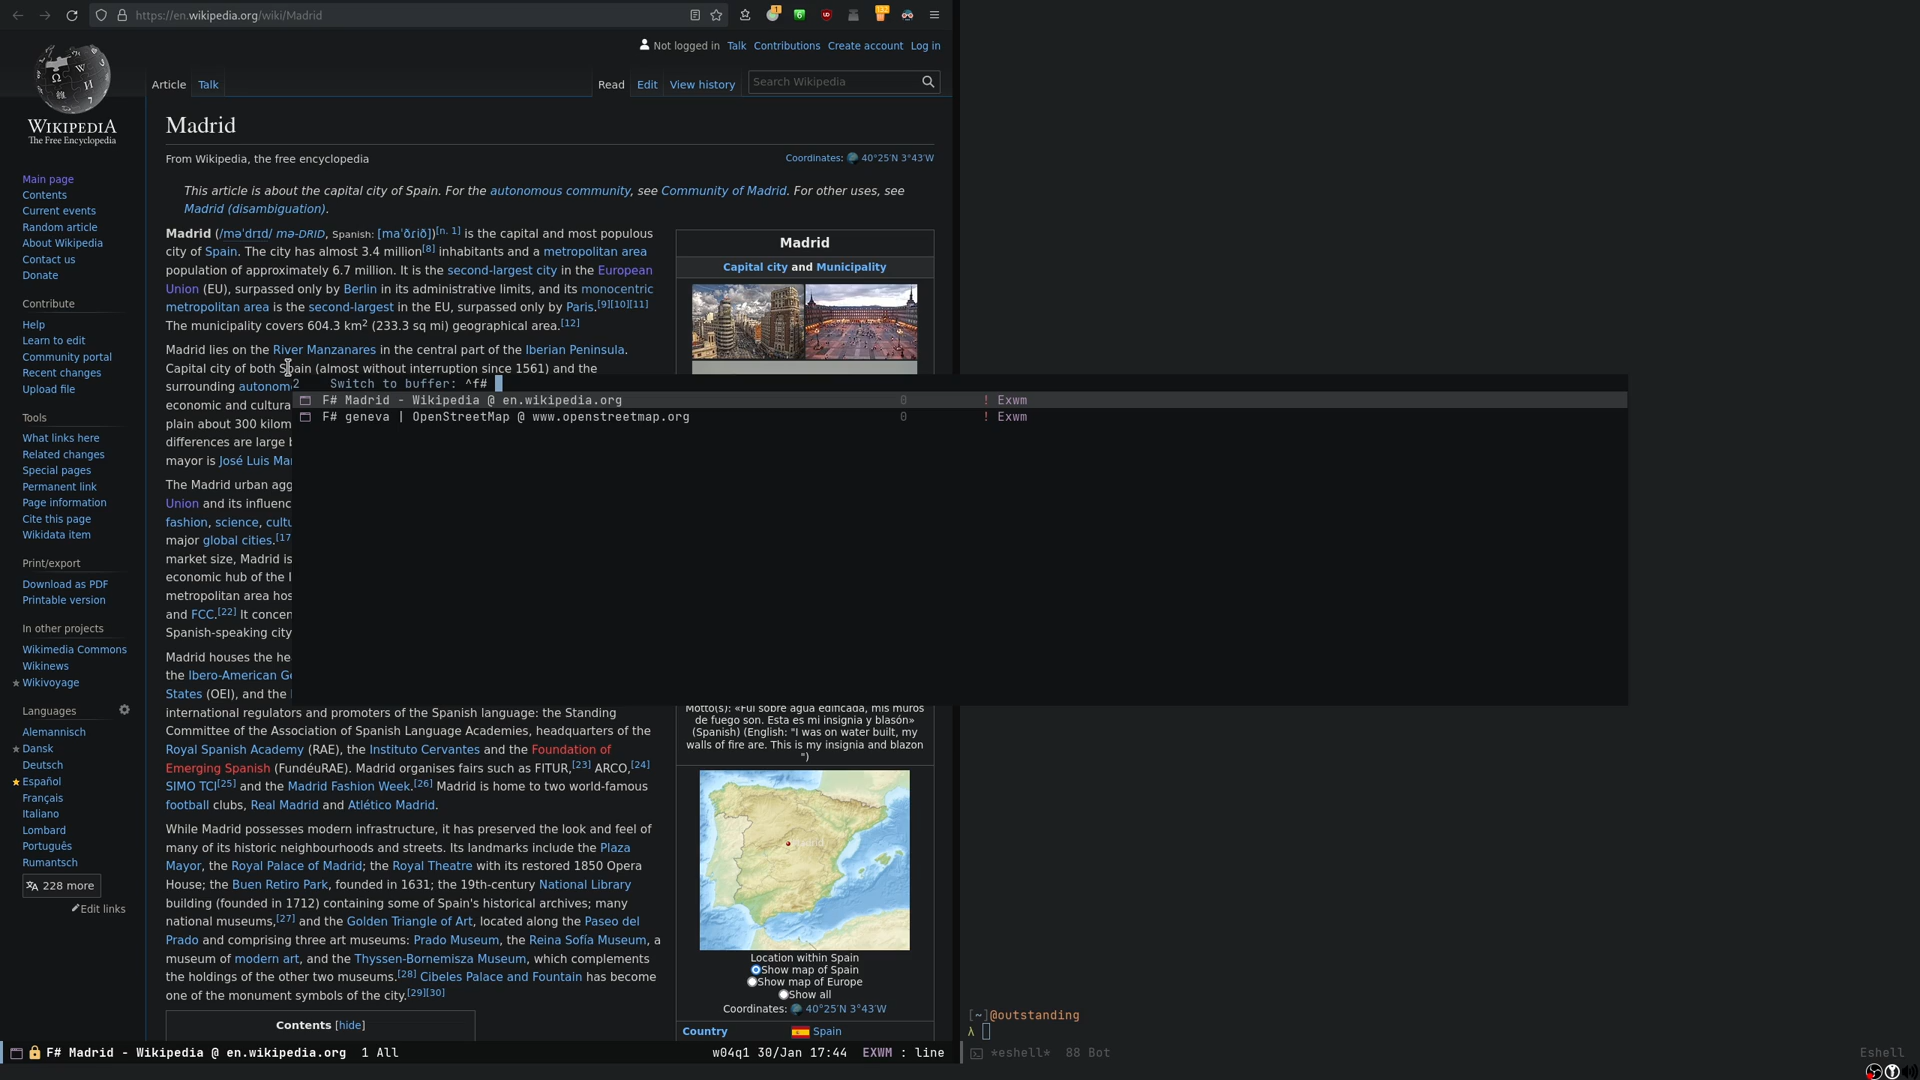 https://en.wikipedia.org/wiki/Madrid
Not logged in Talk Contributions Create account Log in
Article Talk Read Edit View history Search Wikipedia
WIKIPEDIA
The Free Encyclopedia
Main page
Contents
Current events
Random article
About Wikipedia
Contact us
Donate
Contribute
Help
Learn to edit
Community portal
Recent changes
Upload file
Tools
What links here
Related changes
Special pages
Permanent link
Page information
Cite this page
Wikidata item
Print/export
Download as PDF
Printable version
In other projects
Wikimedia Commons
Wikinews
Wikivoyage
Languages
Alemannisch
Dansk
Deutsch
Español
Français
Italiano
Lombard
Português
Rumantsch
228 more
Edit links
Madrid
From Wikipedia, the free encyclopedia
Coordinates: 40°25′N 3°43′W
This article is about the capital city of Spain. For the autonomous community, see Community of Madrid. For other uses, see
Madrid (disambiguation).
Madrid (/məˈdrɪd/ mə-DRID, Spanish: [maˈðɾið])[n. 1] is the capital and most populous
city of Spain. The city has almost 3.4 million[8] inhabitants and a metropolitan area
population of approximately 6.7 million. It is the second-largest city in the European
Union (EU), surpassed only by Berlin in its administrative limits, and its monocentric
metropolitan area is the second-largest in the EU, surpassed only by Paris.[9][10][11]
The municipality covers 604.3 km2 (233.3 sq mi) geographical area.[12]
Madrid lies on the River Manzanares in the central part of the Iberian Peninsula.
Capital city of both Spain (almost without interruption since 1561) and the
surrounding autonom
economic and cultura
plain about 300 kilom
differences are large b
mayor is José Luis Mar
The Madrid urban agg
Union and its influenc
fashion, science, cultu
major global cities.[17
market size, Madrid is
economic hub of the I
metropolitan area hos
and FCC.[22] It concen
Spanish-speaking city
Madrid houses the he
the Ibero-American Ge
States (OEI), and the
international regulators and promoters of the Spanish language: the Standing
Committee of the Association of Spanish Language Academies, headquarters of the
Royal Spanish Academy (RAE), the Instituto Cervantes and the Foundation of
Emerging Spanish (FundéuRAE). Madrid organises fairs such as FITUR,[23] ARCO,[24]
SIMO TCI[25] and the Madrid Fashion Week.[26] Madrid is home to two world-famous
football clubs, Real Madrid and Atlético Madrid.
While Madrid possesses modern infrastructure, it has preserved the look and feel of
many of its historic neighbourhoods and streets. Its landmarks include the Plaza
Mayor, the Royal Palace of Madrid; the Royal Theatre with its restored 1850 Opera
House; the Buen Retiro Park, founded in 1631; the 19th-century National Library
building (founded in 1712) containing some of Spain's historical archives; many
national museums,[27] and the Golden Triangle of Art, located along the Paseo del
Prado and comprising three art museums: Prado Museum, the Reina Sofía Museum, a
museum of modern art, and the Thyssen-Bornemisza Museum, which complements
the holdings of the other two museums.[28] Cibeles Palace and Fountain has become
one of the monument symbols of the city.[29][30]
Contents [hide]
Madrid
Capital city and Municipality
2 Switch to buffer: ^f#
F# Madrid - Wikipedia @ en.wikipedia.org 0 ! Exwm
F# geneva | OpenStreetMap @ www.openstreetmap.org 0 ! Exwm
Motto(s): «Fui sobre agua edificada, mis muros
de fuego son. Esta es mi insignia y blasón»
(Spanish) (English: "I was on water built, my
walls of fire are. This is my insignia and blazon
")
Madrid
Location within Spain
Show map of Spain
Show map of Europe
Show all
Coordinates: 40°25′N 3°43′W
Country Spain
F# Madrid - Wikipedia @ en.wikipedia.org 1 All w04q1 30/Jan 17:44 EXWM : line
[~]@outstanding
λ
*eshell* 88 Bot Eshell